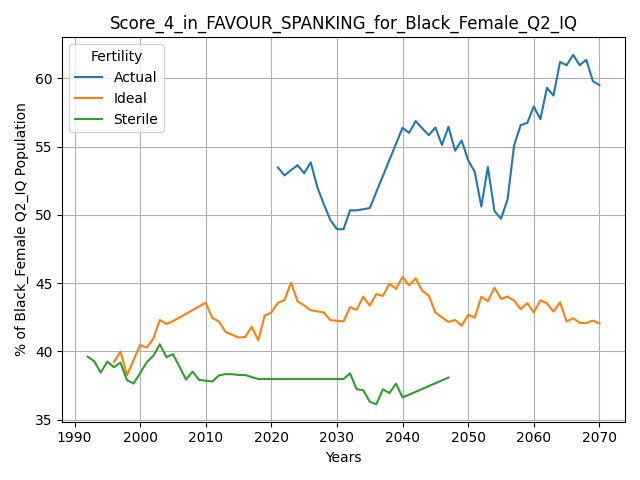 Score_4_in_FAVOUR_SPANKING_for_Black_Female_Q2_IQ
Fertility
Actual
Ideal
Sterile
% of Black_Female Q2_IQ Population
60
55
50
45
40
35
1990 2000 2010 2020 2030 2040 2050 2060 2070
Years